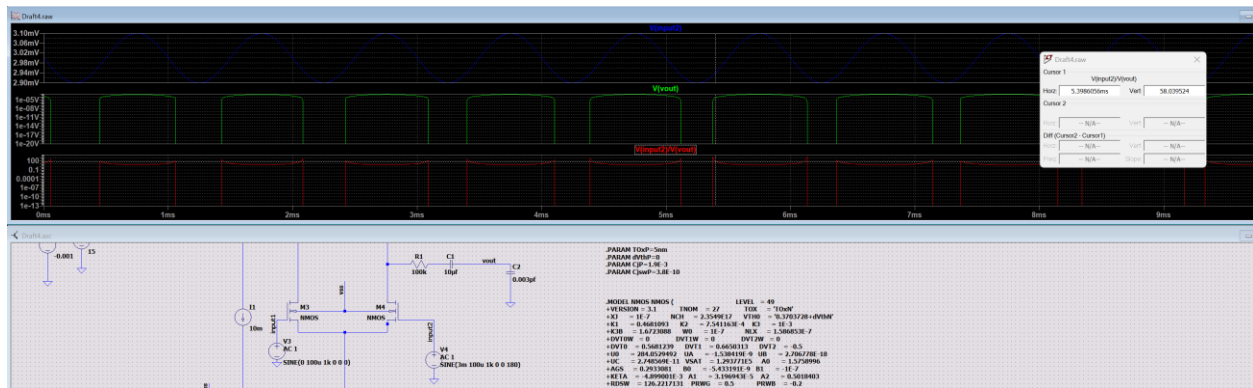 Draft4.raw
V(input2)
3.10mV
3.06mV
3.02mV
2.98mV
2.94mV
2.90mV
V(vout)
1e-05V
1e-08V
1e-11V
1e-14V
1e-17V
1e-20V
V(input2)/V(vout)
100
0.1
0.0001
1e-07
1e-10
1e-13
0ms 1ms 2ms 3ms 4ms 5ms 6ms 7ms 8ms 9ms
Draft4.raw
Cursor 1
V(input2)/V(vout)
Horz: 5.3986056ms Vert: 58.039524
Cursor 2
Horz: -- N/A-- Vert: -- N/A--
Diff (Cursor2 - Cursor1)
Horz: -- N/A-- Vert: -- N/A--
Freq: -- N/A-- Slope: -- N/A--
Draft4.asc
-0.001
15
I1
10m
M3
NMOS
M4
NMOS
input1
input2
V3
AC 1
SINE(0 100u 1k 0 0 0)
V4
AC 1
SINE(3m 100u 1k 0 0 180)
R1
100k
C1
10µf
vout
C2
0.003pf
.PARAM TOxP=5nm
.PARAM dVthP=0
.PARAM CjP=1.9E-3
.PARAM CjswP=3.8E-10
.MODEL NMOS NMOS ( LEVEL = 49
+VERSION = 3.1 TNOM = 27 TOX = 'TOxN'
+XJ = 1E-7 NCH = 2.3549E17 VTH0 = '0.3703728+dVthN'
+K1 = 0.4681093 K2 = 7.541163E-4 K3 = 1E-3
+K3B = 1.6723088 W0 = 1E-7 NLX = 1.586853E-7
+DVT0W = 0 DVT1W = 0 DVT2W = 0
+DVT0 = 0.5681239 DVT1 = 0.6650313 DVT2 = -0.5
+U0 = 284.0529492 UA = -1.538419E-9 UB = 2.706778E-18
+UC = 2.748569E-11 VSAT = 1.293771E5 A0 = 1.5758996
+AGS = 0.2933081 B0 = -5.433191E-9 B1 = -1E-7
+KETA = -4.899001E-3 A1 = 3.196943E-5 A2 = 0.5018403
+RDSW = 126.2217131 PRWG = 0.5 PRWB = -0.2